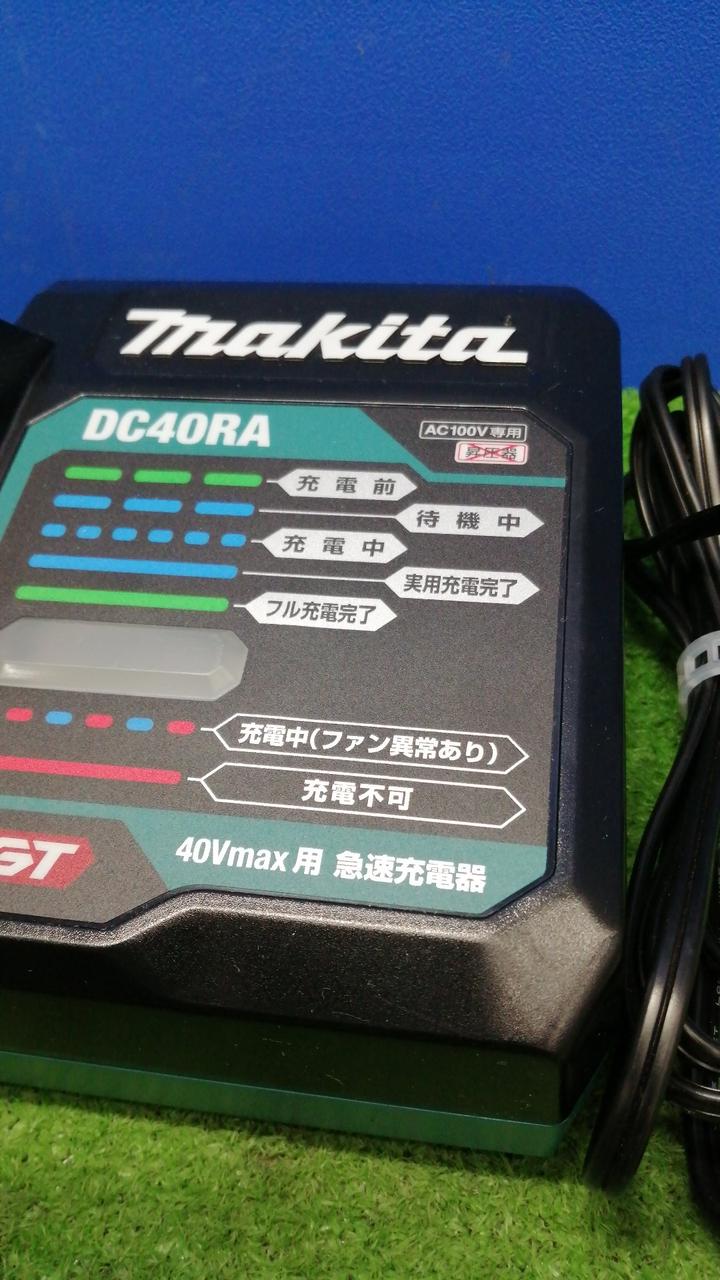 makita
DC40RA
AC100V専用
昇圧器
充電前
待機中
充電中
実用充電完了
フル充電完了
充電中(ファン異常あり)
充電不可
GT
40Vmax用 急速充電器